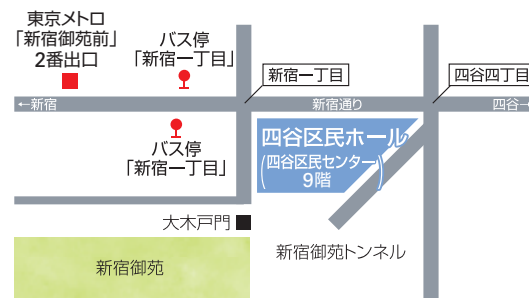 東京メトロ
「新宿御苑前」
2番出口
バス停
「新宿一丁目」
新宿一丁目
四谷四丁目
←新宿
新宿通り
四谷→
バス停
「新宿一丁目」
四谷区民ホール
(四谷区民センター)
9階
大木戸門
新宿御苑トンネル
新宿御苑